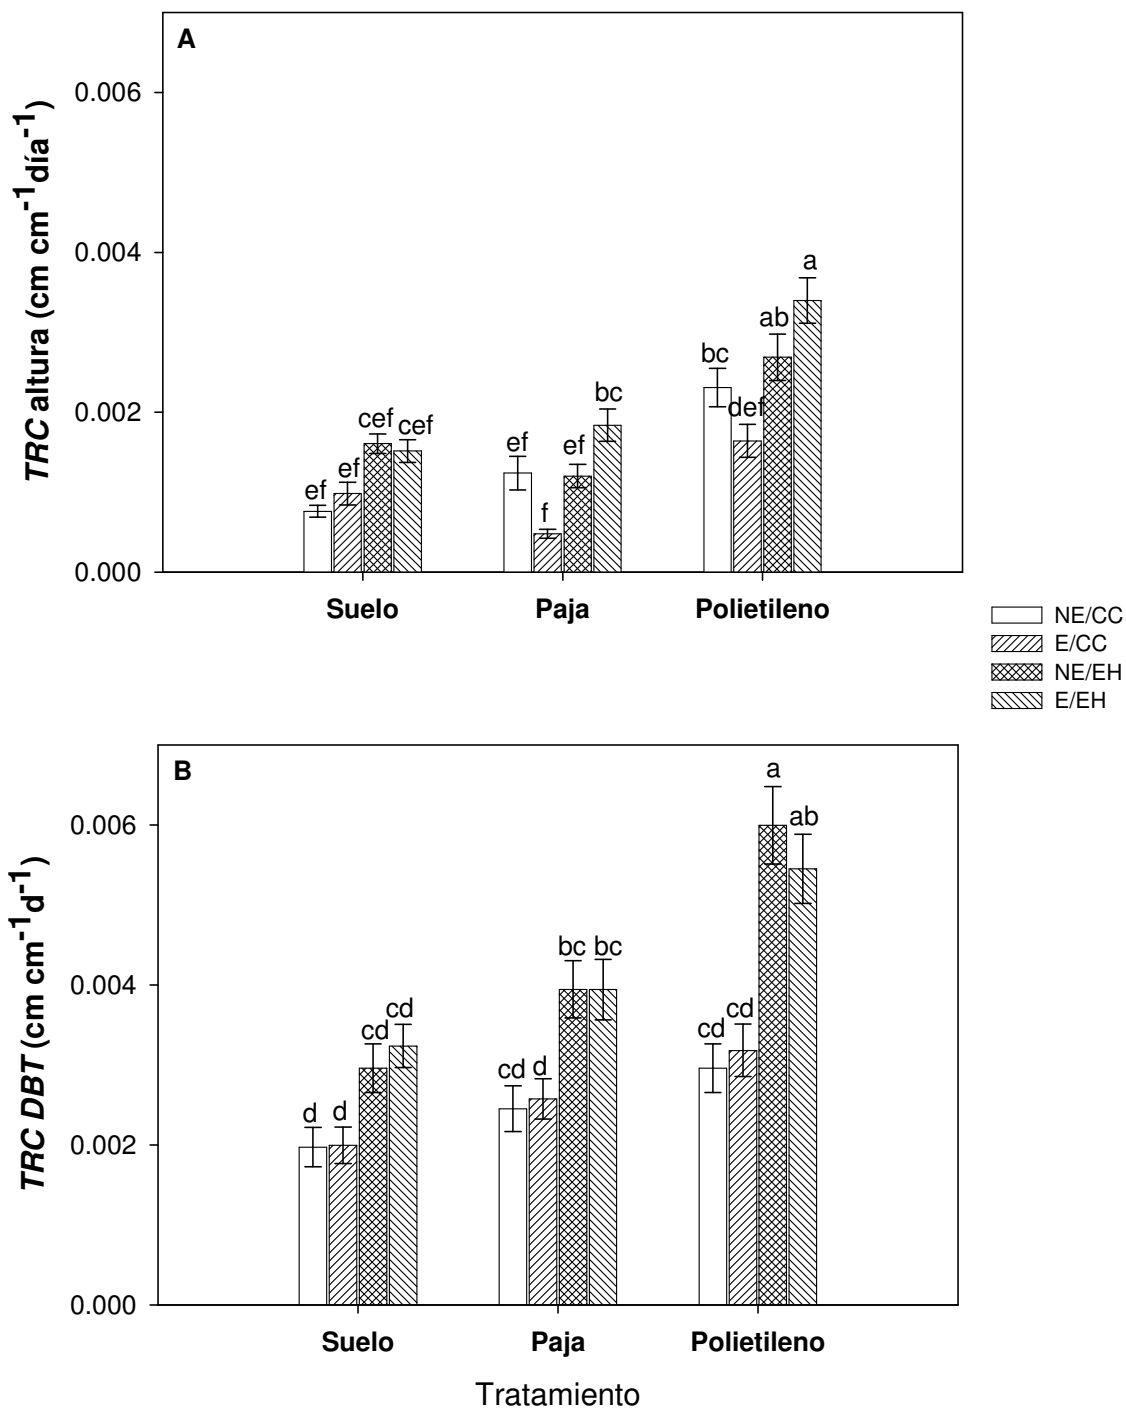 A
0.006
0.004
0.002
0.000
TRC altura (cm cm-1día-1)
ef
ef
cef
cef
ef
f
ef
bc
bc
def
ab
a
Suelo
Paja
Polietileno
NE/CC
E/CC
NE/EH
E/EH
B
0.006
0.004
0.002
0.000
TRC DBT (cm cm-1d-1)
d
d
cd
cd
cd
d
bc
bc
cd
cd
a
ab
Suelo
Paja
Polietileno
Tratamiento